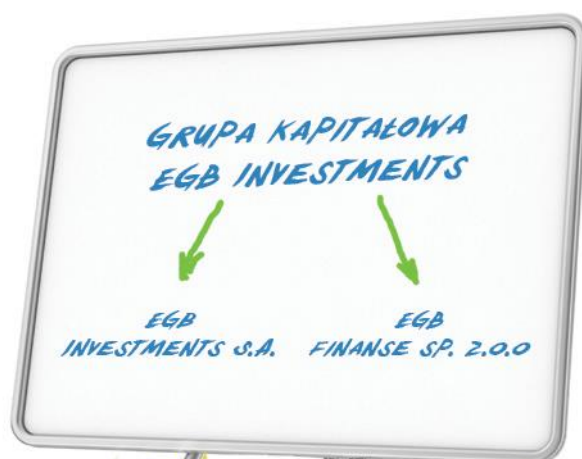 GRUPA KAPITAŁOWA
EGB INVESTMENTS
EGB
INVESTMENTS S.A.
EGB
FINANSE SP. Z.O.O